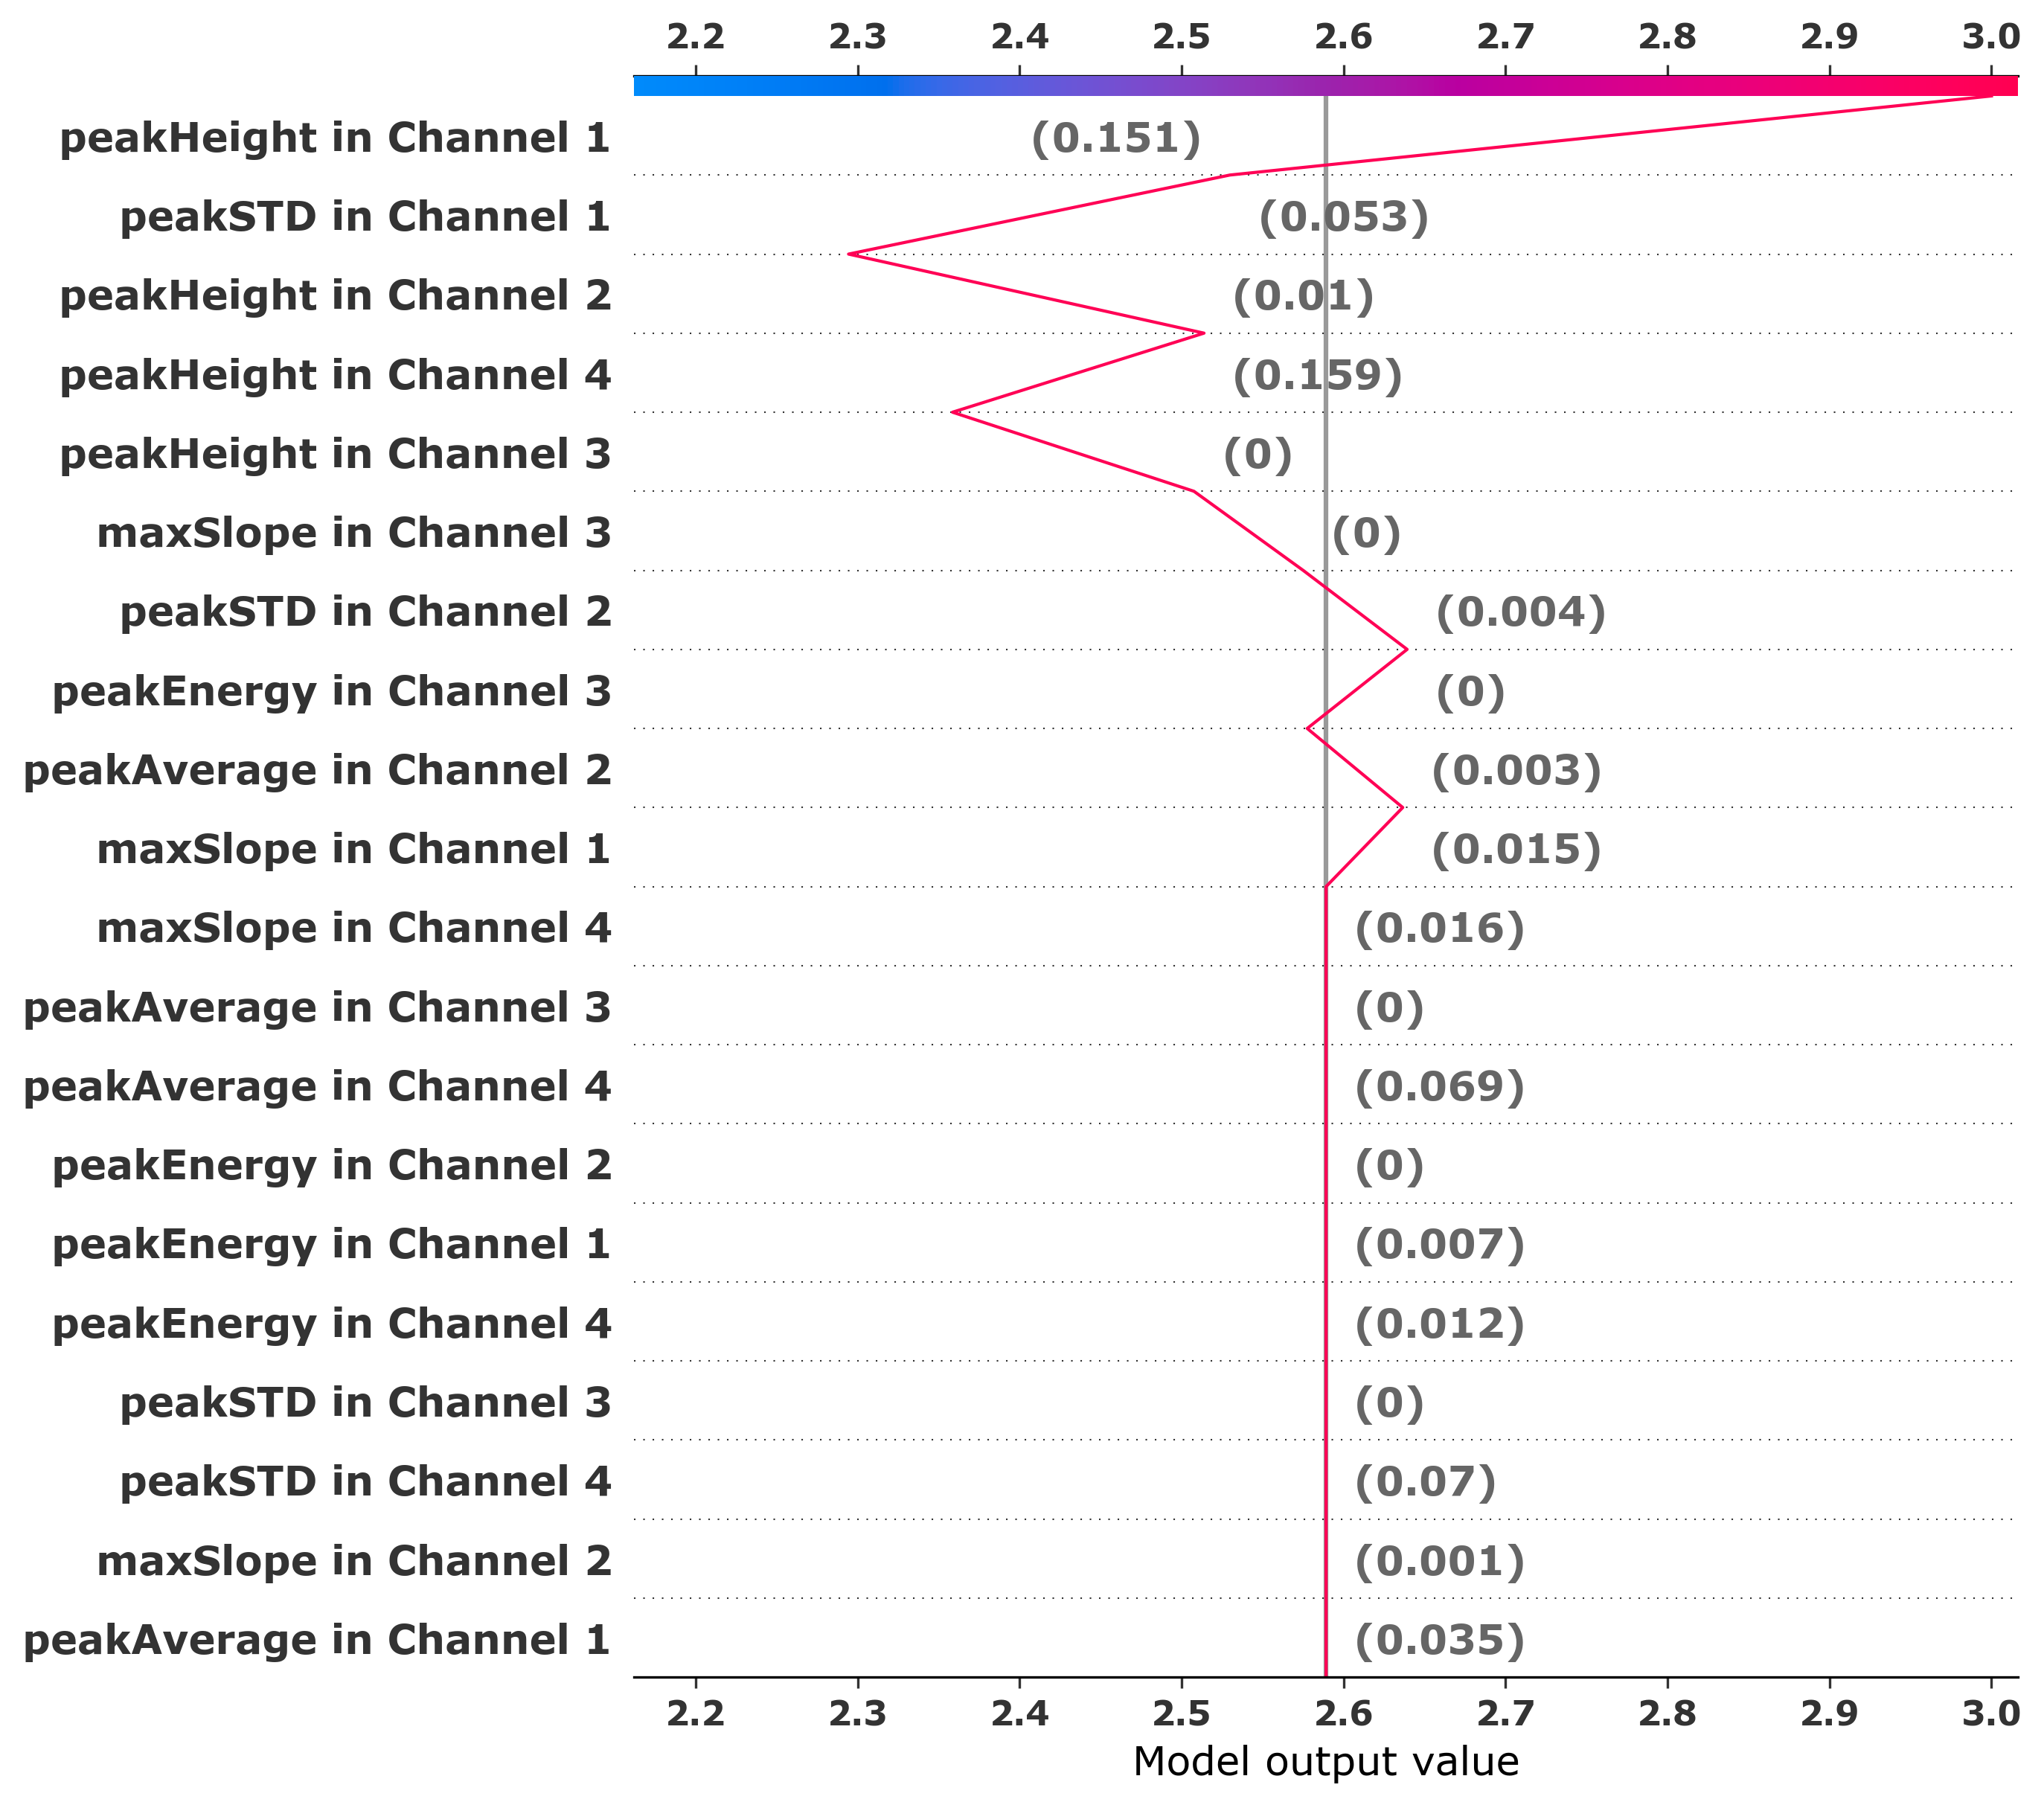 2.2 2.3 2.4 2.5 2.6 2.7 2.8 2.9 3.0
peakHeight in Channel 1 (0.151)
peakSTD in Channel 1 (0.053)
peakHeight in Channel 2 (0.01)
peakHeight in Channel 4 (0.159)
peakHeight in Channel 3 (0)
maxSlope in Channel 3 (0)
peakSTD in Channel 2 (0.004)
peakEnergy in Channel 3 (0)
peakAverage in Channel 2 (0.003)
maxSlope in Channel 1 (0.015)
maxSlope in Channel 4 (0.016)
peakAverage in Channel 3 (0)
peakAverage in Channel 4 (0.069)
peakEnergy in Channel 2 (0)
peakEnergy in Channel 1 (0.007)
peakEnergy in Channel 4 (0.012)
peakSTD in Channel 3 (0)
peakSTD in Channel 4 (0.07)
maxSlope in Channel 2 (0.001)
peakAverage in Channel 1 (0.035)
2.2 2.3 2.4 2.5 2.6 2.7 2.8 2.9 3.0
Model output value